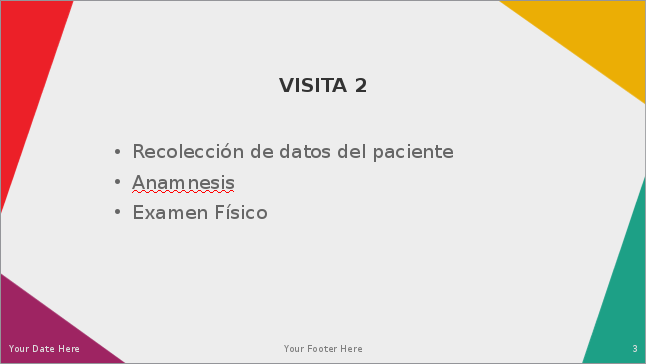 VISITA 2
• Recolección de datos del paciente
• Anamnesis
• Examen Físico
Your Date Here
Your Footer Here
3